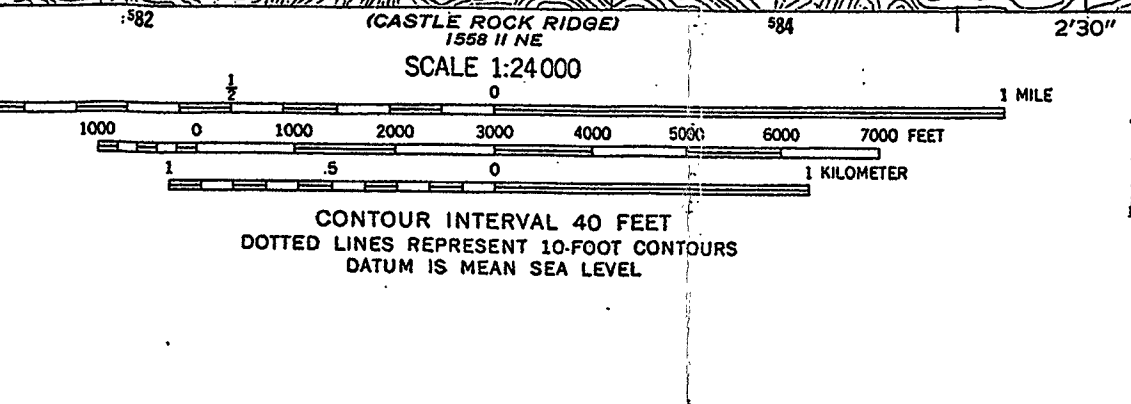 582 (CASTLE ROCK RIDGE) 584 2'30"
1558 II NE
SCALE 1:24 000
1/2 0 1 MILE
1000 0 1000 2000 3000 4000 5000 6000 7000 FEET
1 .5 0 1 KILOMETER
CONTOUR INTERVAL 40 FEET
DOTTED LINES REPRESENT 10-FOOT CONTOURS
DATUM IS MEAN SEA LEVEL